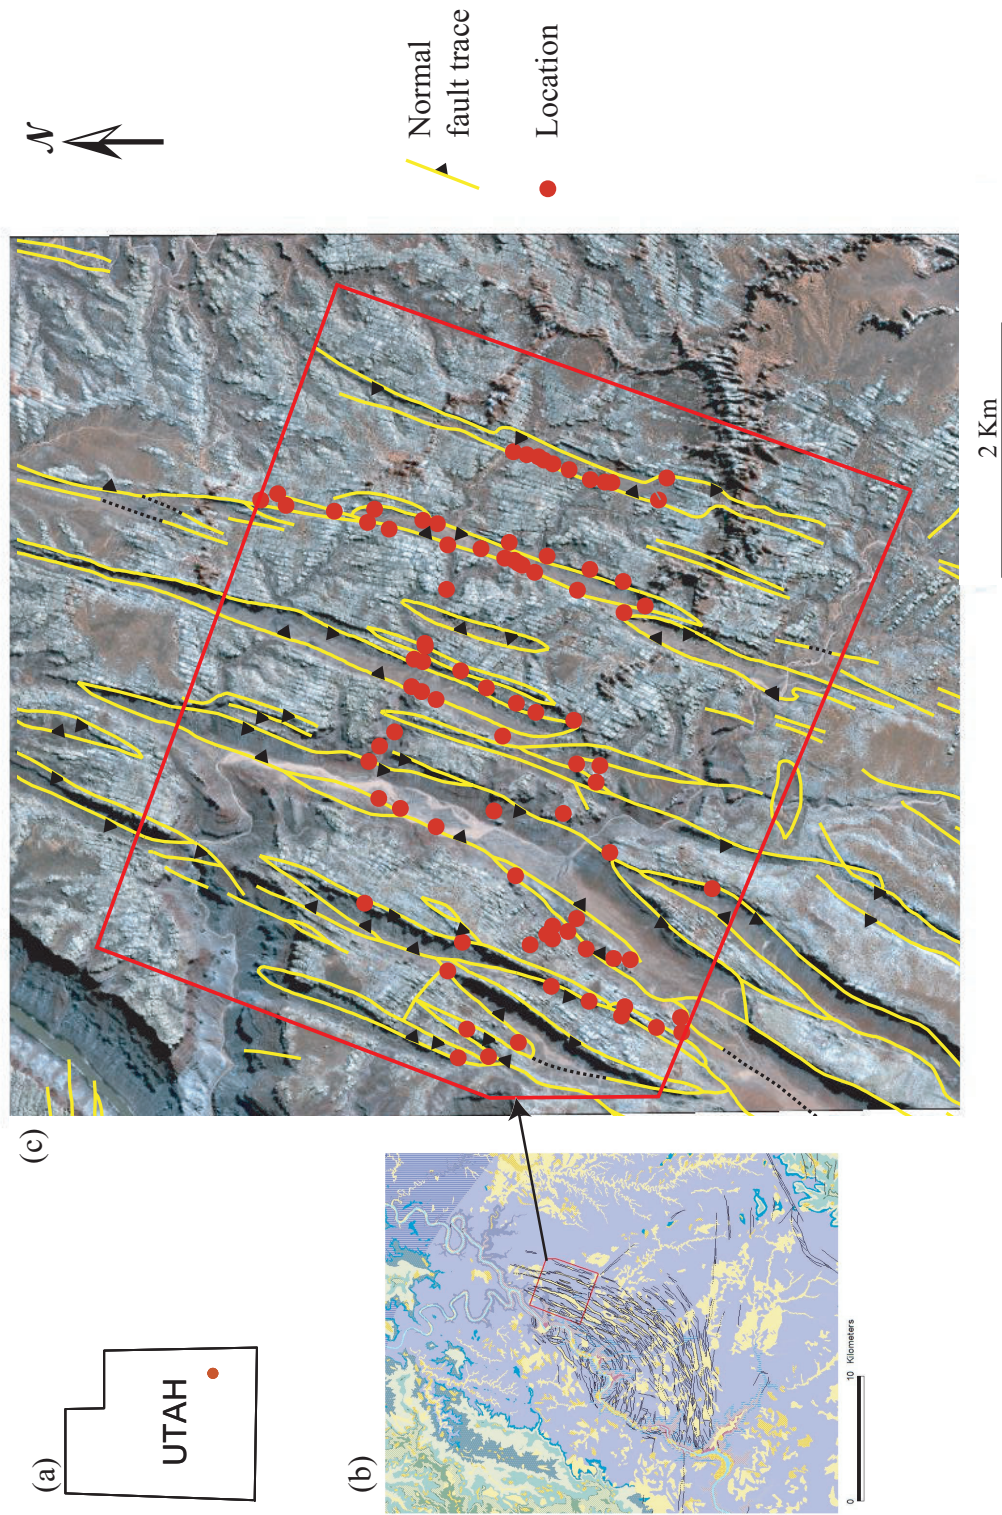 (a)
UTAH
(b)
0
10 Kilometers
(c)
N
Normal
fault trace
Location
2 Km